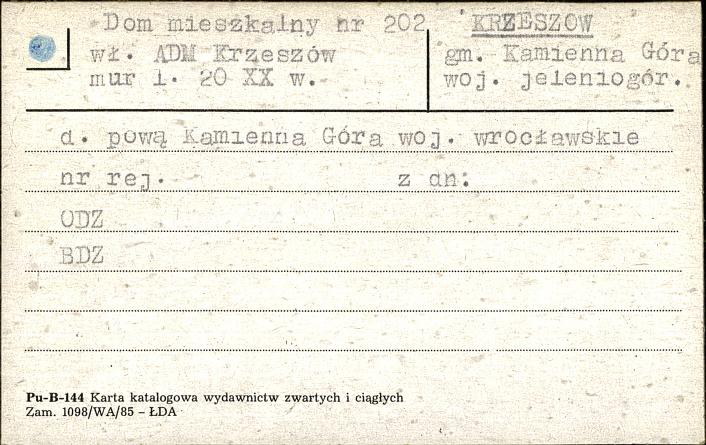 Dom mieszkalny nr 202
wł. ADM Krzeszów
mur l. 20 XX w.
KRZESZOW
gm. Kamienna Góra
woj. jeleniogór.
d. pową Kamienna Góra woj. wrocławskie
nr rej. z dn:
ODZ
BDZ
Pu-B-144 Karta katalogowa wydawnictw zwartych i ciągłych
Zam. 1098/WA/85 – ŁDA